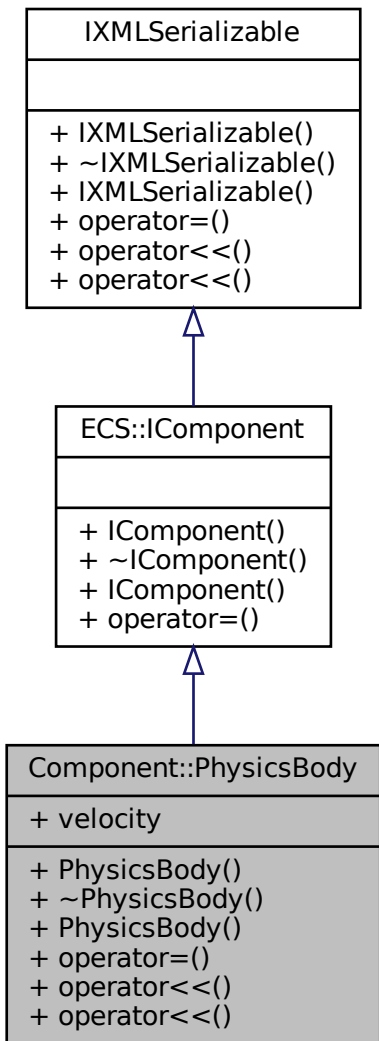 IXMLSerializable
+ IXMLSerializable()
+ ~IXMLSerializable()
+ IXMLSerializable()
+ operator=()
+ operator<<()
+ operator<<()
ECS::IComponent
+ IComponent()
+ ~IComponent()
+ IComponent()
+ operator=()
Component::PhysicsBody
+ velocity
+ PhysicsBody()
+ ~PhysicsBody()
+ PhysicsBody()
+ operator=()
+ operator<<()
+ operator<<()